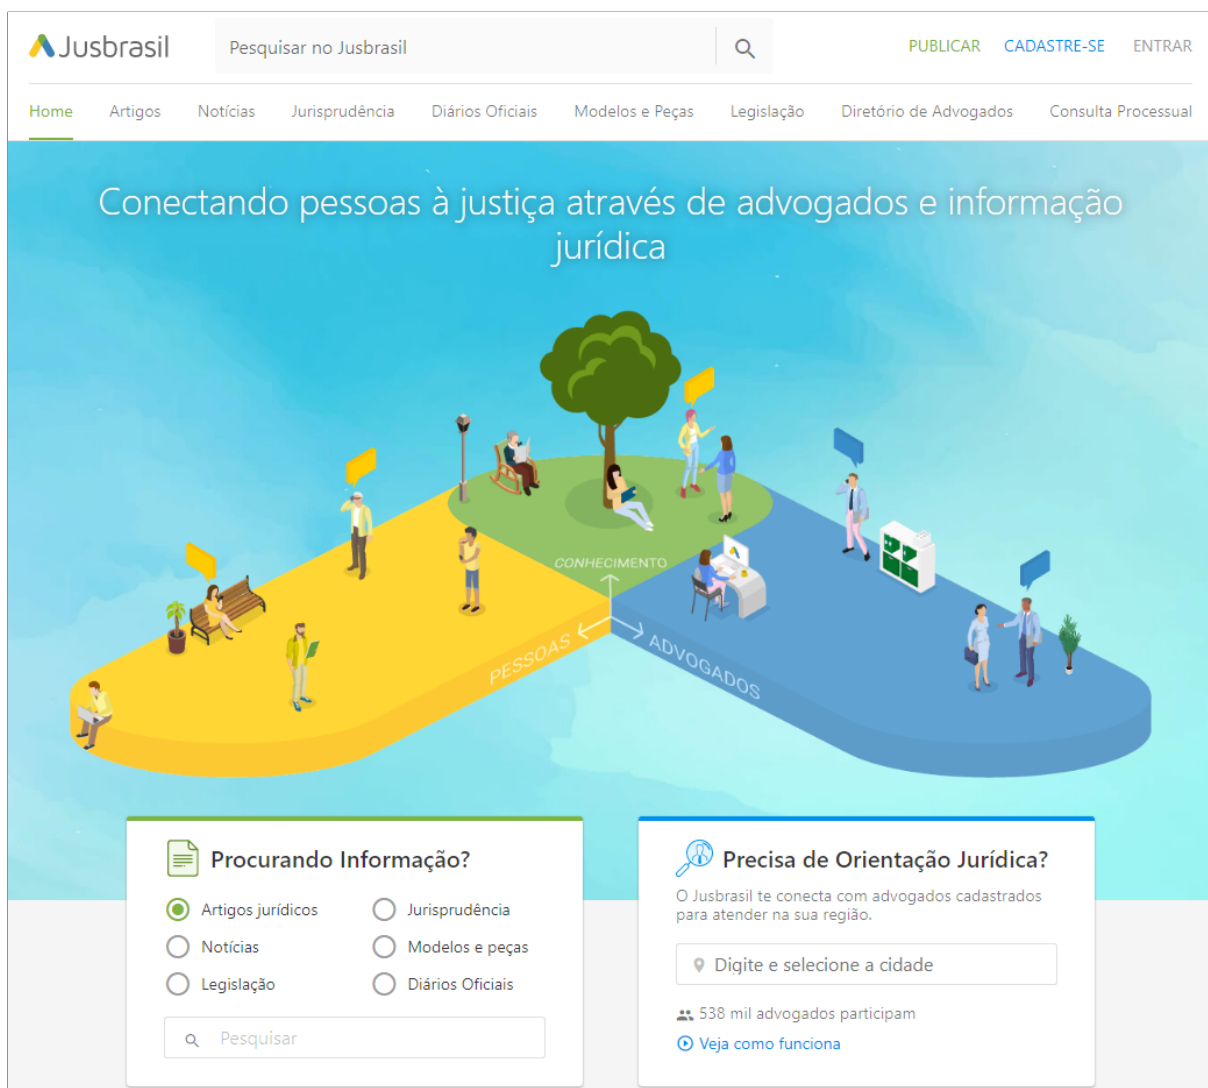 Jusbrasil
Pesquisar no Jusbrasil
PUBLICAR CADASTRE-SE ENTRAR
Home Artigos Notícias Jurisprudência Diários Oficiais Modelos e Peças Legislação Diretório de Advogados Consulta Processual
Conectando pessoas à justiça através de advogados e informação
jurídica
CONHECIMENTO
PESSOAS
ADVOGADOS
Procurando Informação?
Artigos jurídicos
Jurisprudência
Notícias
Modelos e peças
Legislação
Diários Oficiais
Pesquisar
Precisa de Orientação Jurídica?
O Jusbrasil te conecta com advogados cadastrados
para atender na sua região.
Digite e selecione a cidade
538 mil advogados participam
Veja como funciona